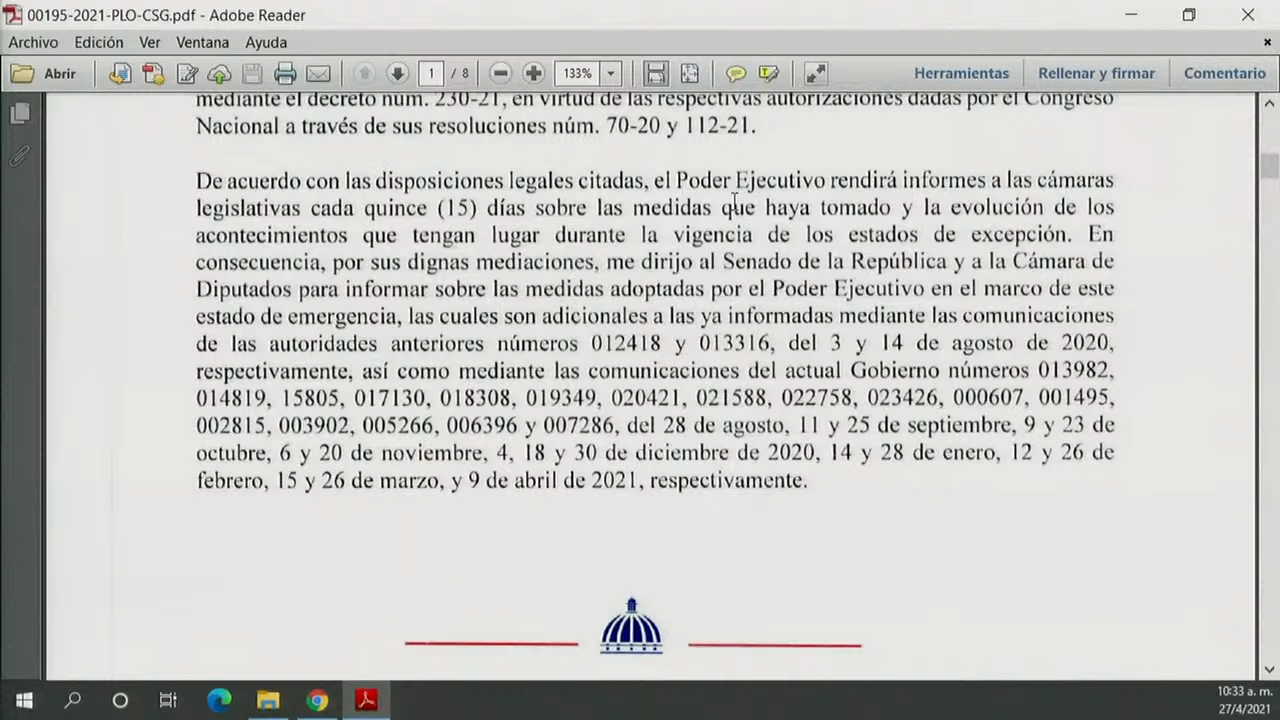 00195-2021-PLO-CSG.pdf - Adobe Reader
Archivo Edición Ver Ventana Ayuda
Abrir 1 / 8 133% Herramientas Rellenar y firmar Comentario
mediante el decreto núm. 230-21, en virtud de las respectivas autorizaciones dadas por el Congreso
Nacional a través de sus resoluciones núm. 70-20 y 112-21.
De acuerdo con las disposiciones legales citadas, el Poder Ejecutivo rendirá informes a las cámaras
legislativas cada quince (15) días sobre las medidas que haya tomado y la evolución de los
acontecimientos que tengan lugar durante la vigencia de los estados de excepción. En
consecuencia, por sus dignas mediaciones, me dirijo al Senado de la República y a la Cámara de
Diputados para informar sobre las medidas adoptadas por el Poder Ejecutivo en el marco de este
estado de emergencia, las cuales son adicionales a las ya informadas mediante las comunicaciones
de las autoridades anteriores números 012418 y 013316, del 3 y 14 de agosto de 2020,
respectivamente, así como mediante las comunicaciones del actual Gobierno números 013982,
014819, 15805, 017130, 018308, 019349, 020421, 021588, 022758, 023426, 000607, 001495,
002815, 003902, 005266, 006396 y 007286, del 28 de agosto, 11 y 25 de septiembre, 9 y 23 de
octubre, 6 y 20 de noviembre, 4, 18 y 30 de diciembre de 2020, 14 y 28 de enero, 12 y 26 de
febrero, 15 y 26 de marzo, y 9 de abril de 2021, respectivamente.
10:33 a. m.
27/4/2021